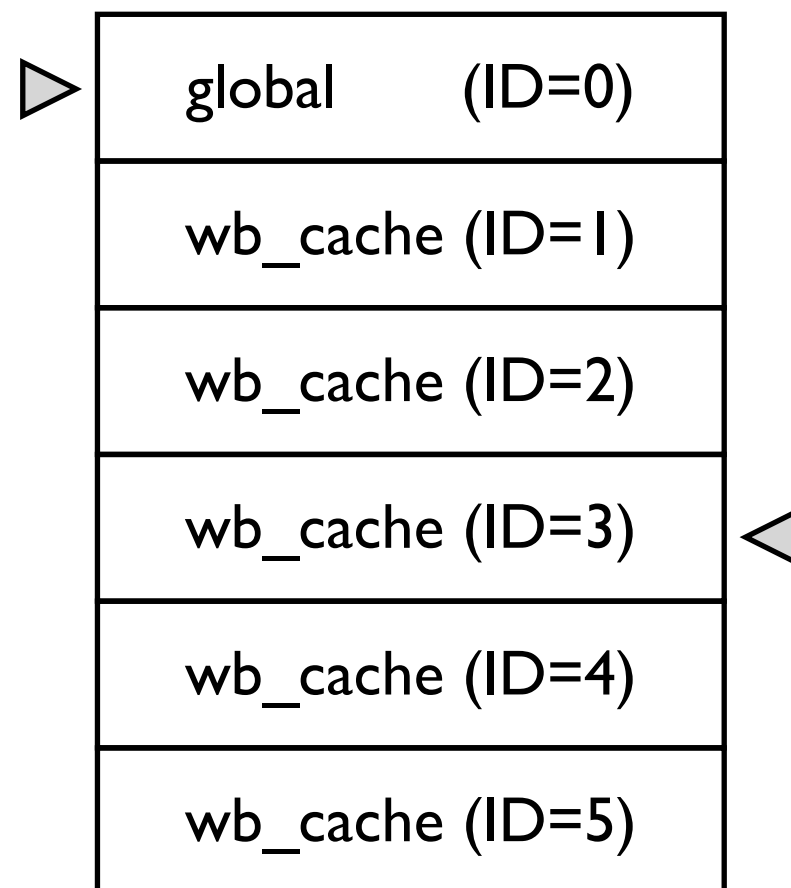 global (ID=0)
wb_cache (ID=1)
wb_cache (ID=2)
wb_cache (ID=3)
wb_cache (ID=4)
wb_cache (ID=5)